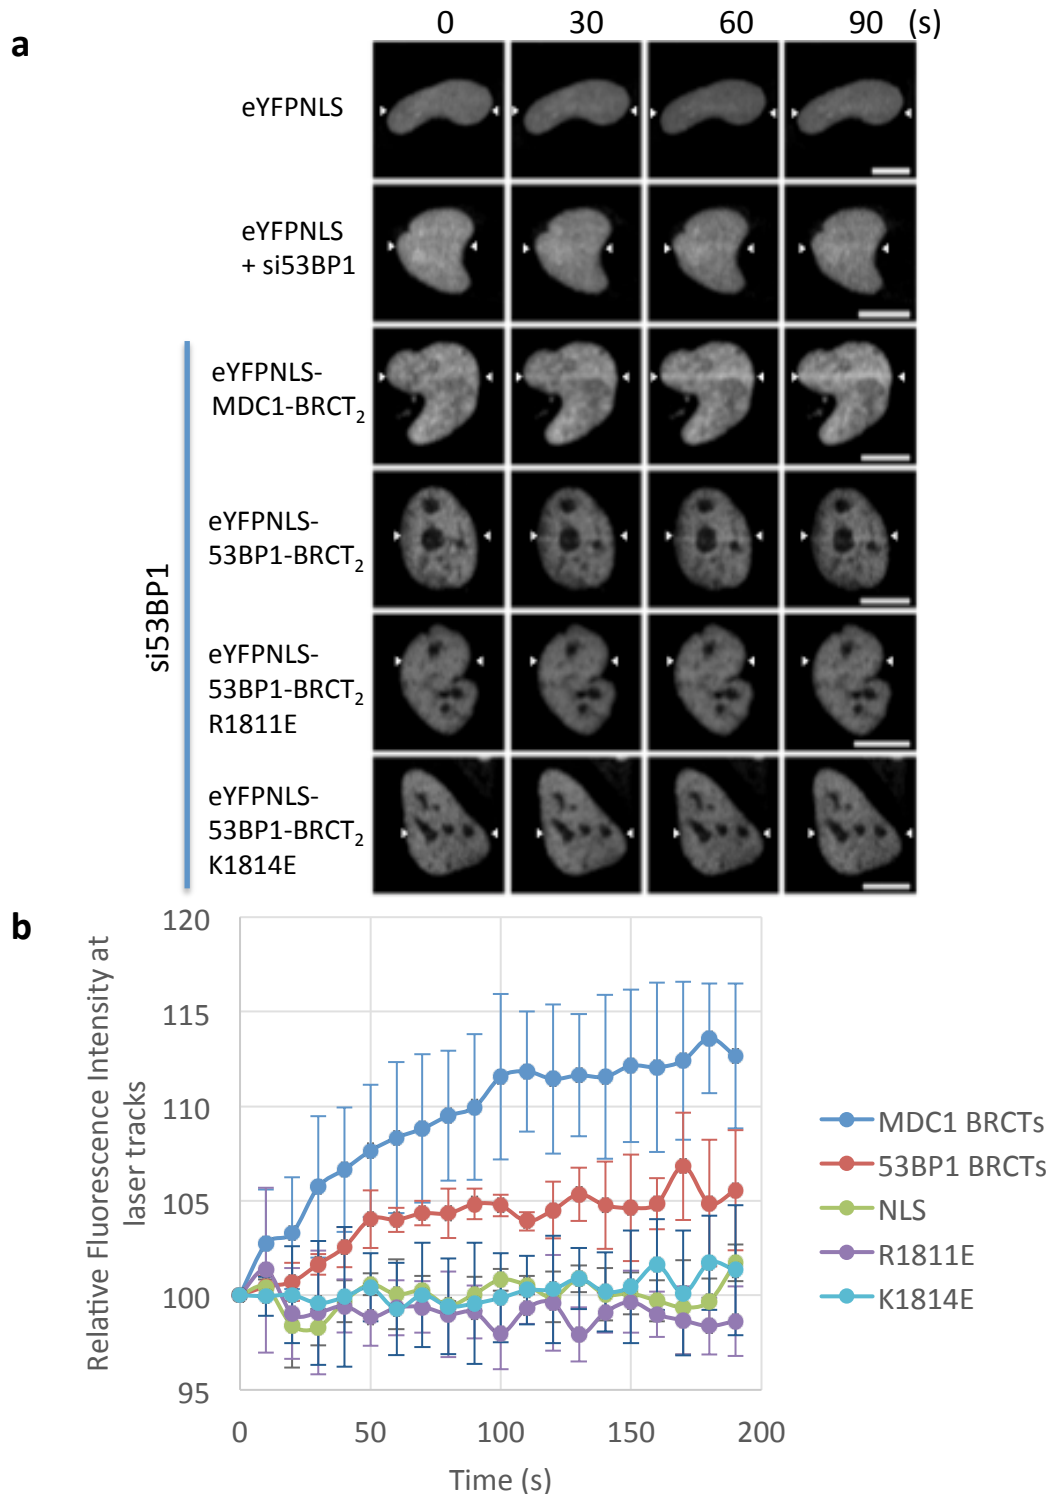 a
0 30 60 90 (s)
eYFPNLS
eYFPNLS
+ si53BP1
si53BP1
eYFPNLS-
MDC1-BRCT₂
eYFPNLS-
53BP1-BRCT₂
eYFPNLS-
53BP1-BRCT₂
R1811E
eYFPNLS-
53BP1-BRCT₂
K1814E
b
Relative Fluorescence Intensity at
laser tracks
120
115
110
105
100
95
0 50 100 150 200
Time (s)
MDC1 BRCTs
53BP1 BRCTs
NLS
R1811E
K1814E